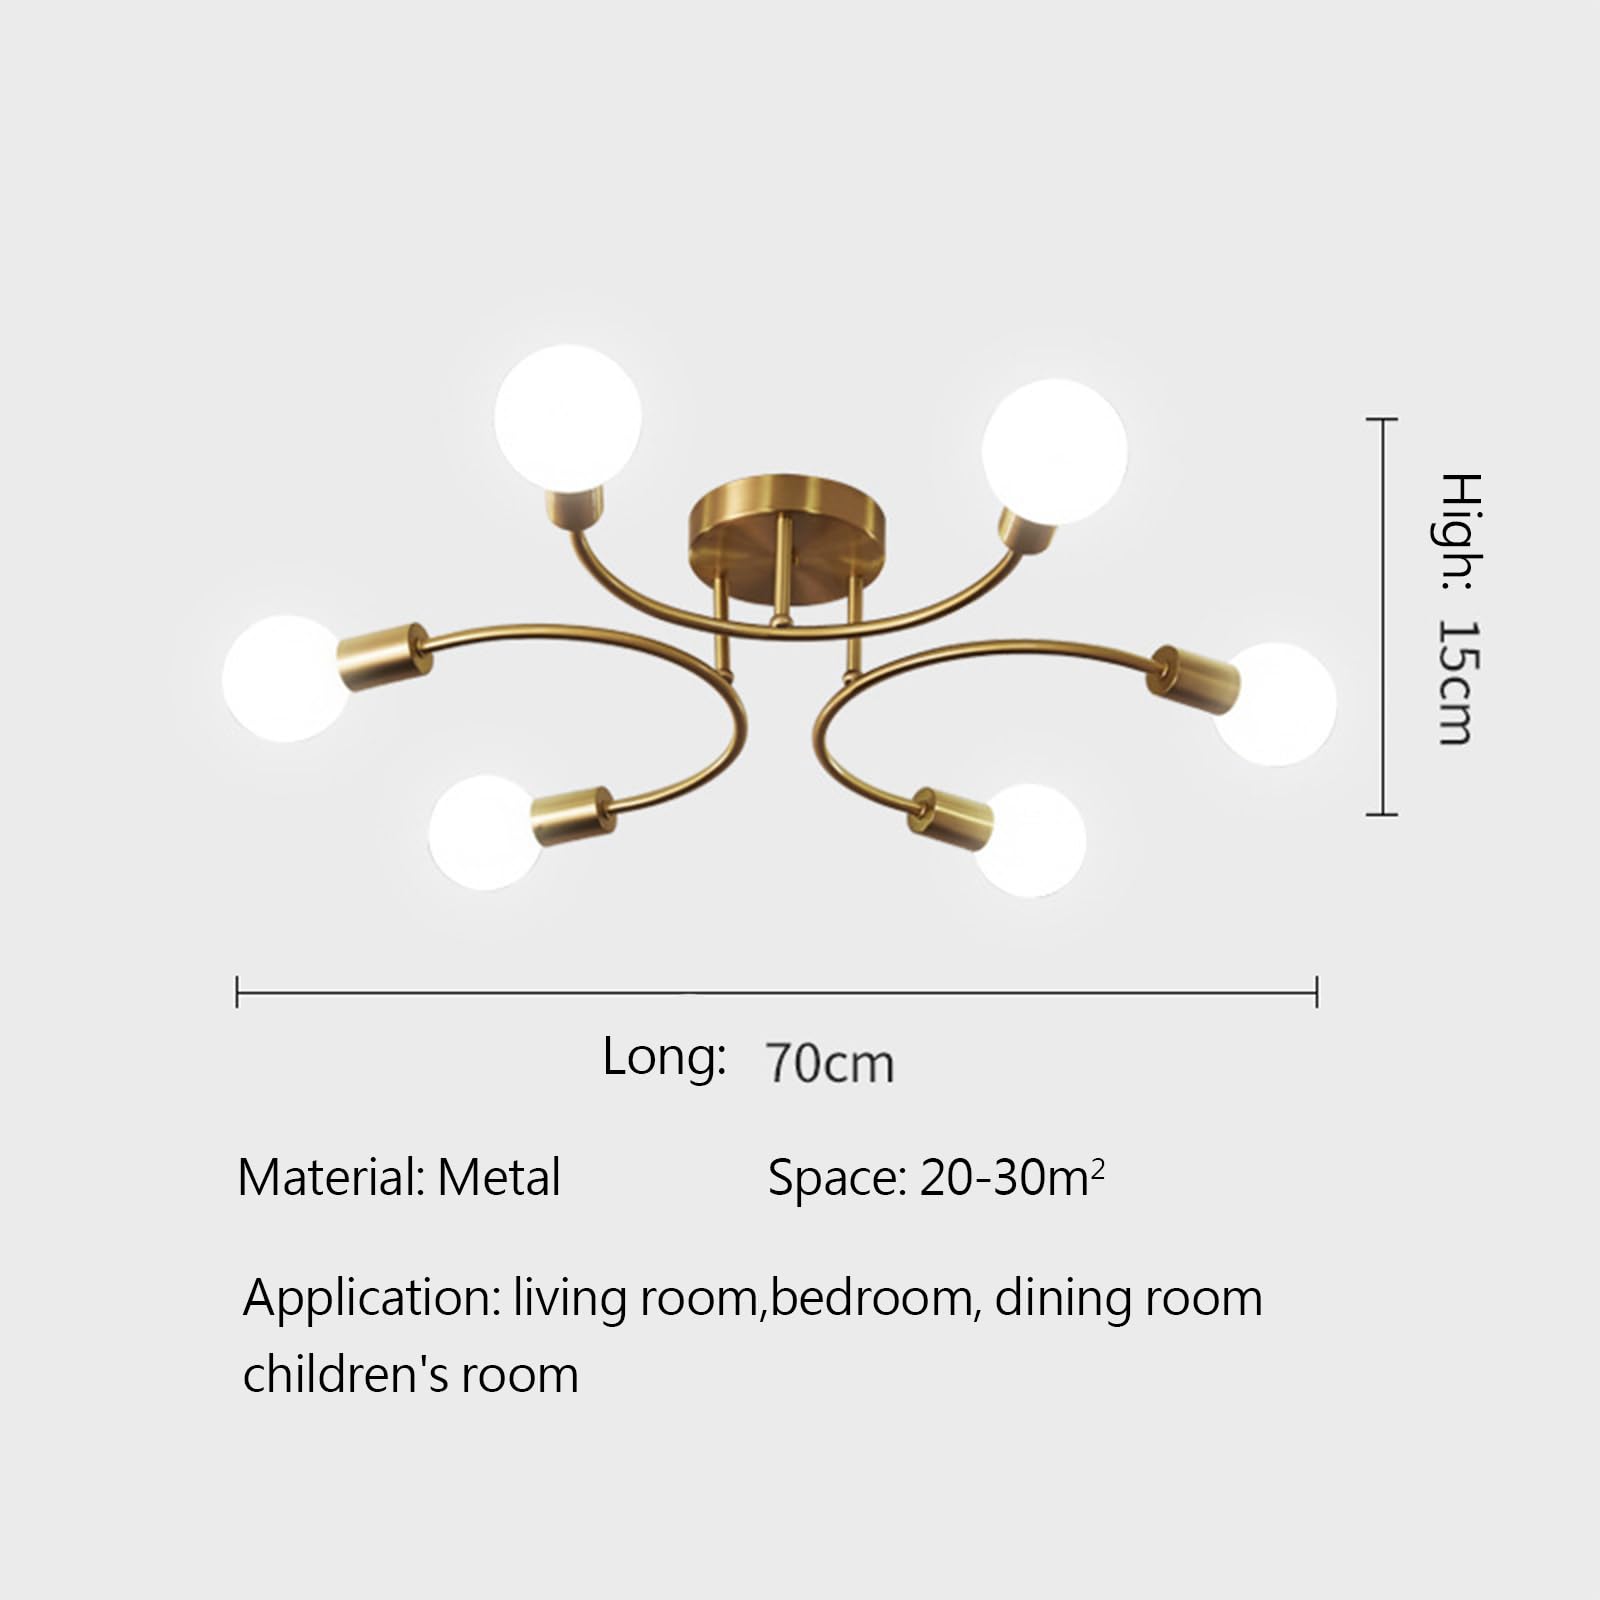 High: 15cm
Long: 70cm
Material: Metal
Space: 20-30m²
Application: living room,bedroom, dining room
children's room